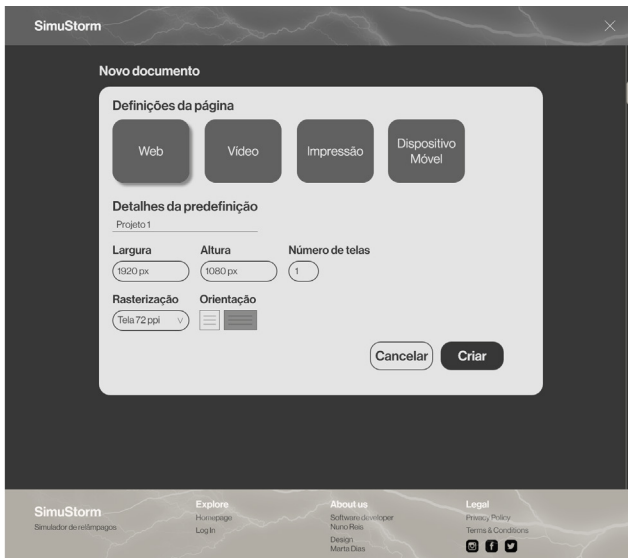 SimuStorm
Novo documento
Definições da página
Web
Vídeo
Impressão
Dispositivo
Móvel
Detalhes da predefinição
Projeto 1
Largura
Altura
Número de telas
1920 px
1080 px
1
Rasterização
Orientação
Tela 72 ppi
Cancelar
Criar
SimuStorm
Simulador de relâmpagos
Explore
Homepage
Log In
About us
Software developer
Nuno Reis
Design
Marta Dias
Legal
Privacy Policy
Terms & Conditions